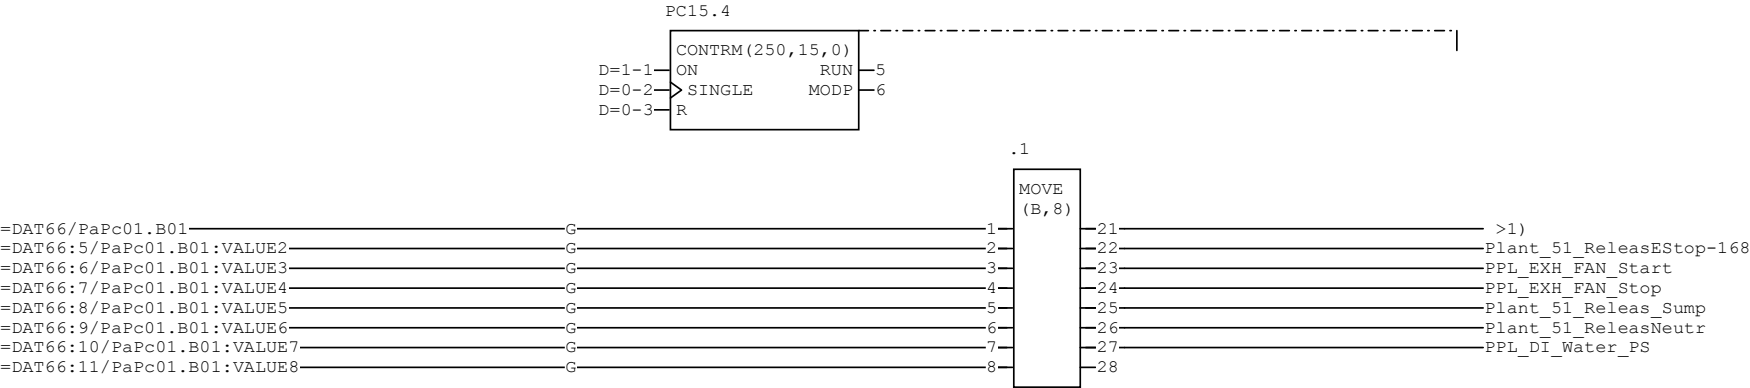 PC15.4
CONTRM(250,15,0)
D=1-1 ON RUN 5
D=0-2 SINGLE MODP 6
D=0-3 R
.1
MOVE
(B,8)
=DAT66/PaPc01.B01 G 1 21 >1)
=DAT66:5/PaPc01.B01:VALUE2 G 2 22 Plant_51_ReleasEStop-168
=DAT66:6/PaPc01.B01:VALUE3 G 3 23 PPL_EXH_FAN_Start
=DAT66:7/PaPc01.B01:VALUE4 G 4 24 PPL_EXH_FAN_Stop
=DAT66:8/PaPc01.B01:VALUE5 G 5 25 Plant_51_Releas_Sump
=DAT66:9/PaPc01.B01:VALUE6 G 6 26 Plant_51_ReleasNeutr
=DAT66:10/PaPc01.B01:VALUE7 G 7 27 PPL_DI_Water_PS
=DAT66:11/PaPc01.B01:VALUE8 G 8 28